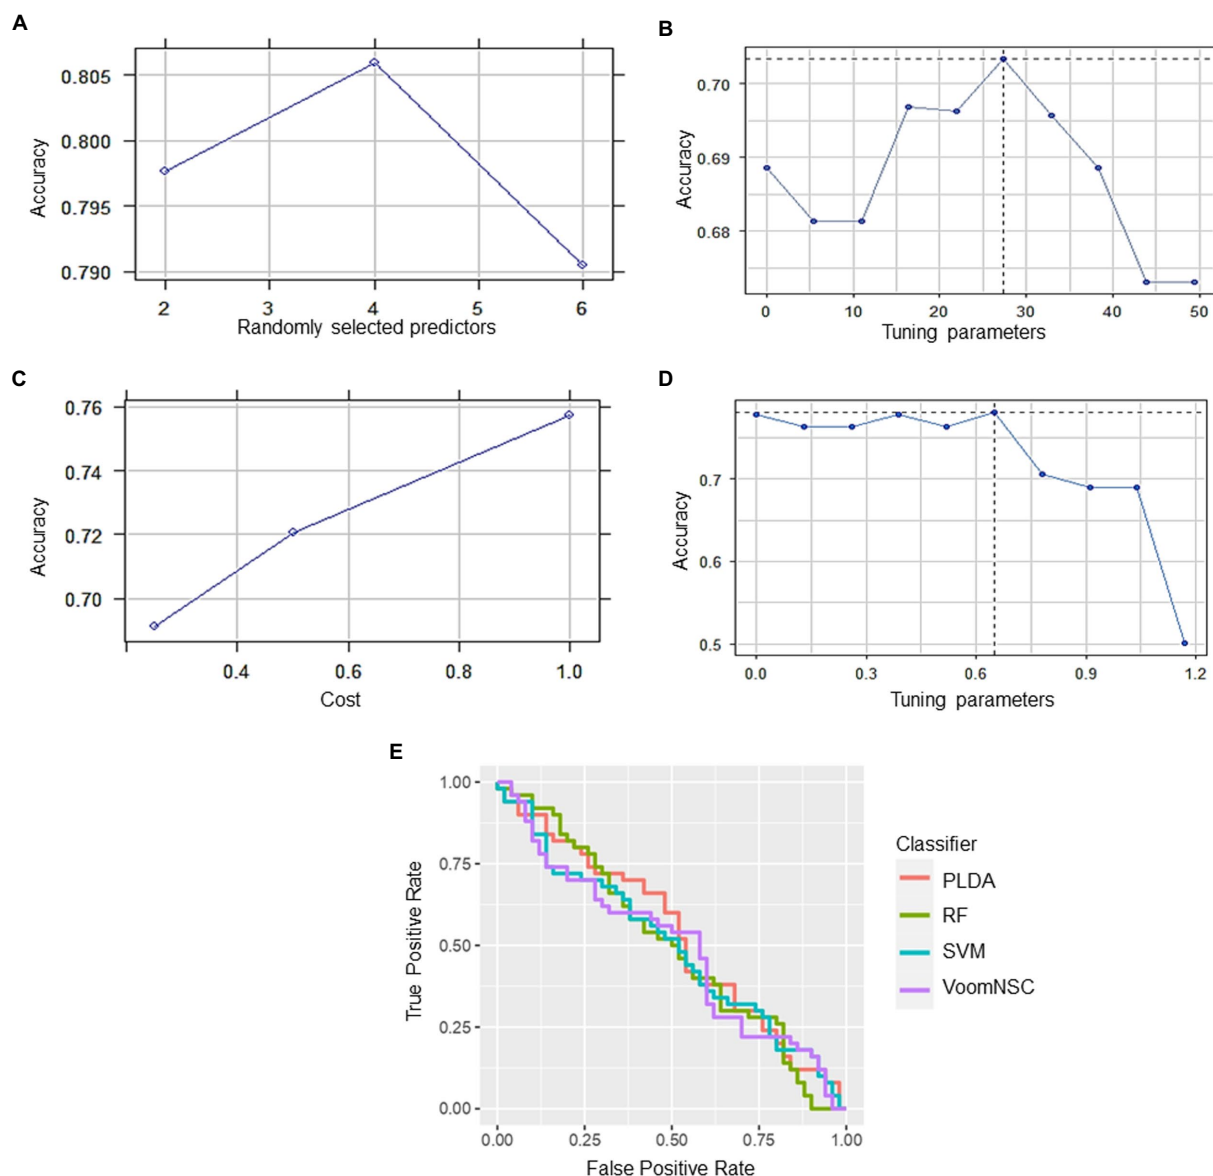 A
0.805
0.800
0.795
0.790
Accuracy
2 3 4 5 6
Randomly selected predictors
B
0.70
0.69
0.68
Accuracy
0 10 20 30 40 50
Tuning parameters
C
0.76
0.74
0.72
0.70
Accuracy
0.4 0.6 0.8 1.0
Cost
D
0.7
0.6
0.5
Accuracy
0.0 0.3 0.6 0.9 1.2
Tuning parameters
E
1.00
0.75
0.50
0.25
0.00
True Positive Rate
0.00 0.25 0.50 0.75 1.00
False Positive Rate
Classifier
PLDA
RF
SVM
VoomNSC